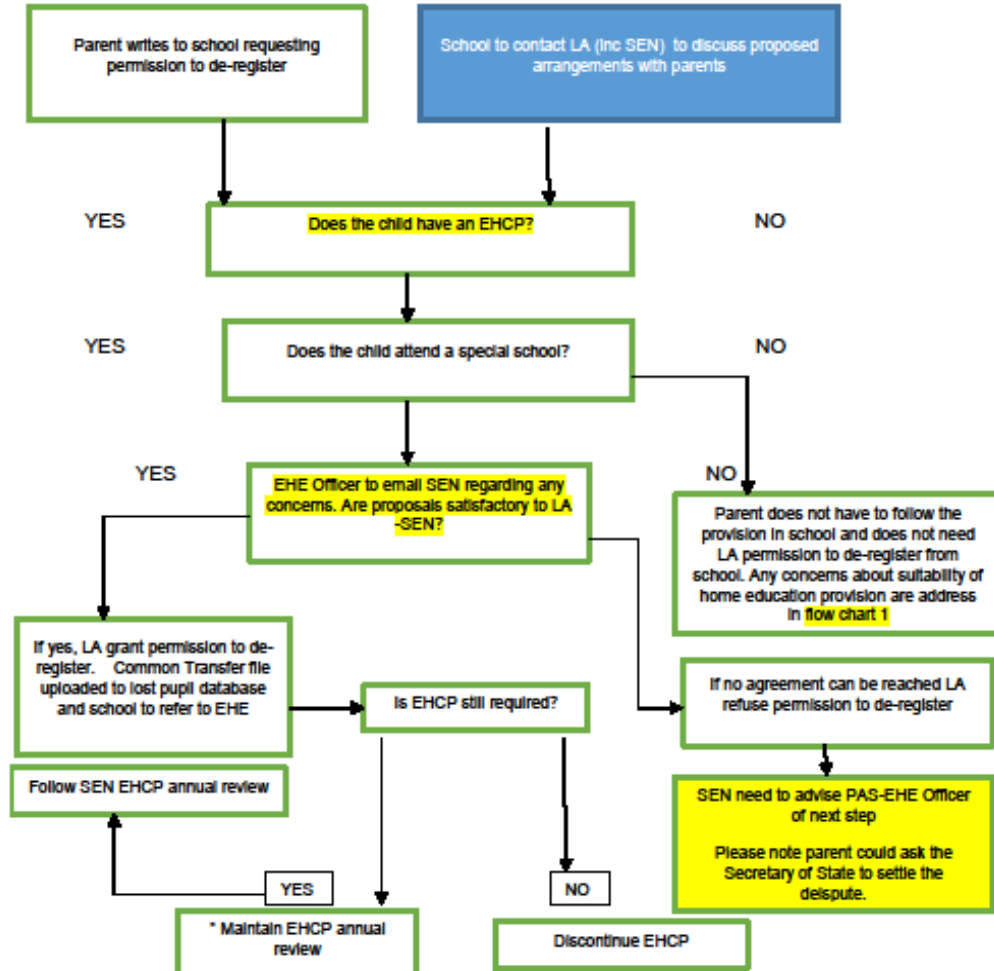 Parent writes to school requesting
permission to de-register
School to contact LA (inc SEN) to discuss proposed
arrangements with parents
YES
Does the child have an EHCP?
NO
YES
Does the child attend a special school?
NO
YES
EHE Officer to email SEN regarding any
concerns. Are proposals satisfactory to LA
-SEN?
NO
Parent does not have to follow the
provision in school and does not need
LA permission to de-register from
school. Any concerns about suitability of
home education provision are address
in flow chart 1
If yes, LA grant permission to de-
register. Common Transfer file
uploaded to lost pupil database
and school to refer to EHE
Is EHCP still required?
If no agreement can be reached LA
refuse permission to de-register
Follow SEN EHCP annual review
SEN need to advise PAS-EHE Officer
of next step
Please note parent could ask the
Secretary of State to settle the
deispute.
YES
NO
* Maintain EHCP annual
review
Discontinue EHCP